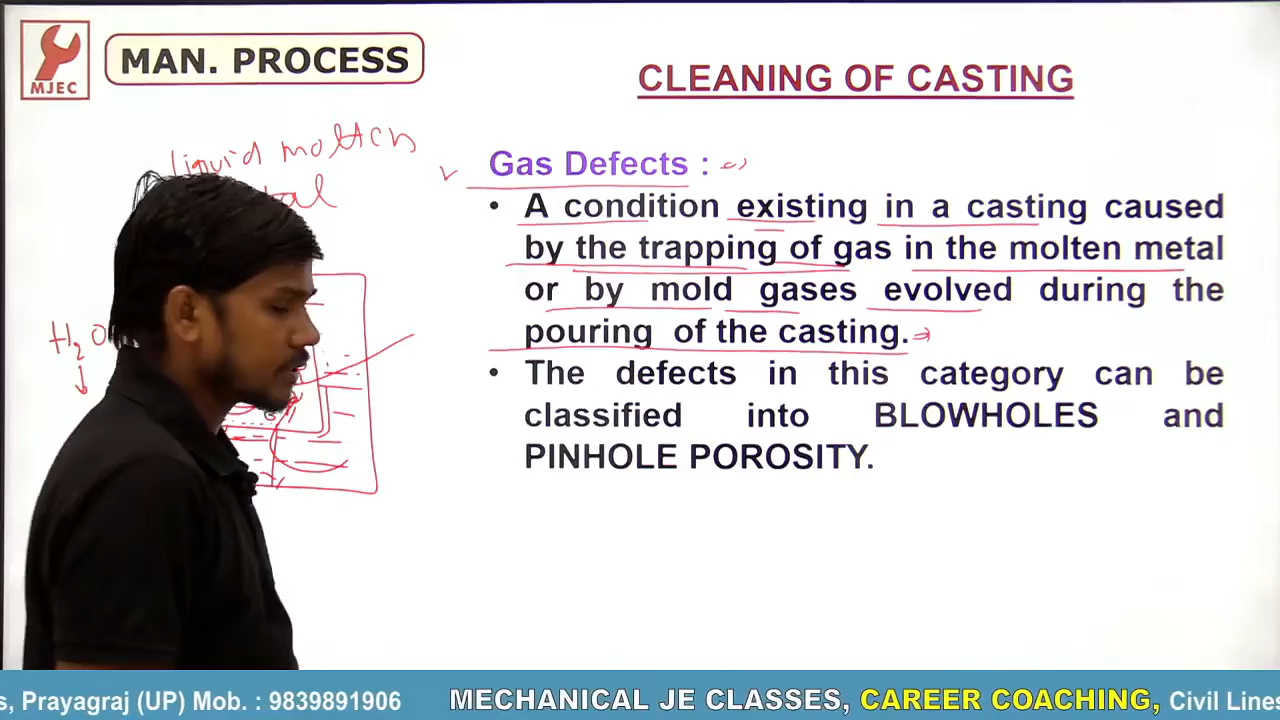 MJEC
MAN. PROCESS
CLEANING OF CASTING
liquid molten
H₂O
Gas Defects :
• A condition existing in a casting caused
by the trapping of gas in the molten metal
or by mold gases evolved during the
pouring of the casting.
• The defects in this category can be
classified into BLOWHOLES and
PINHOLE POROSITY.
s, Prayagraj (UP) Mob. : 9839891906 MECHANICAL JE CLASSES, CAREER COACHING, Civil Lines